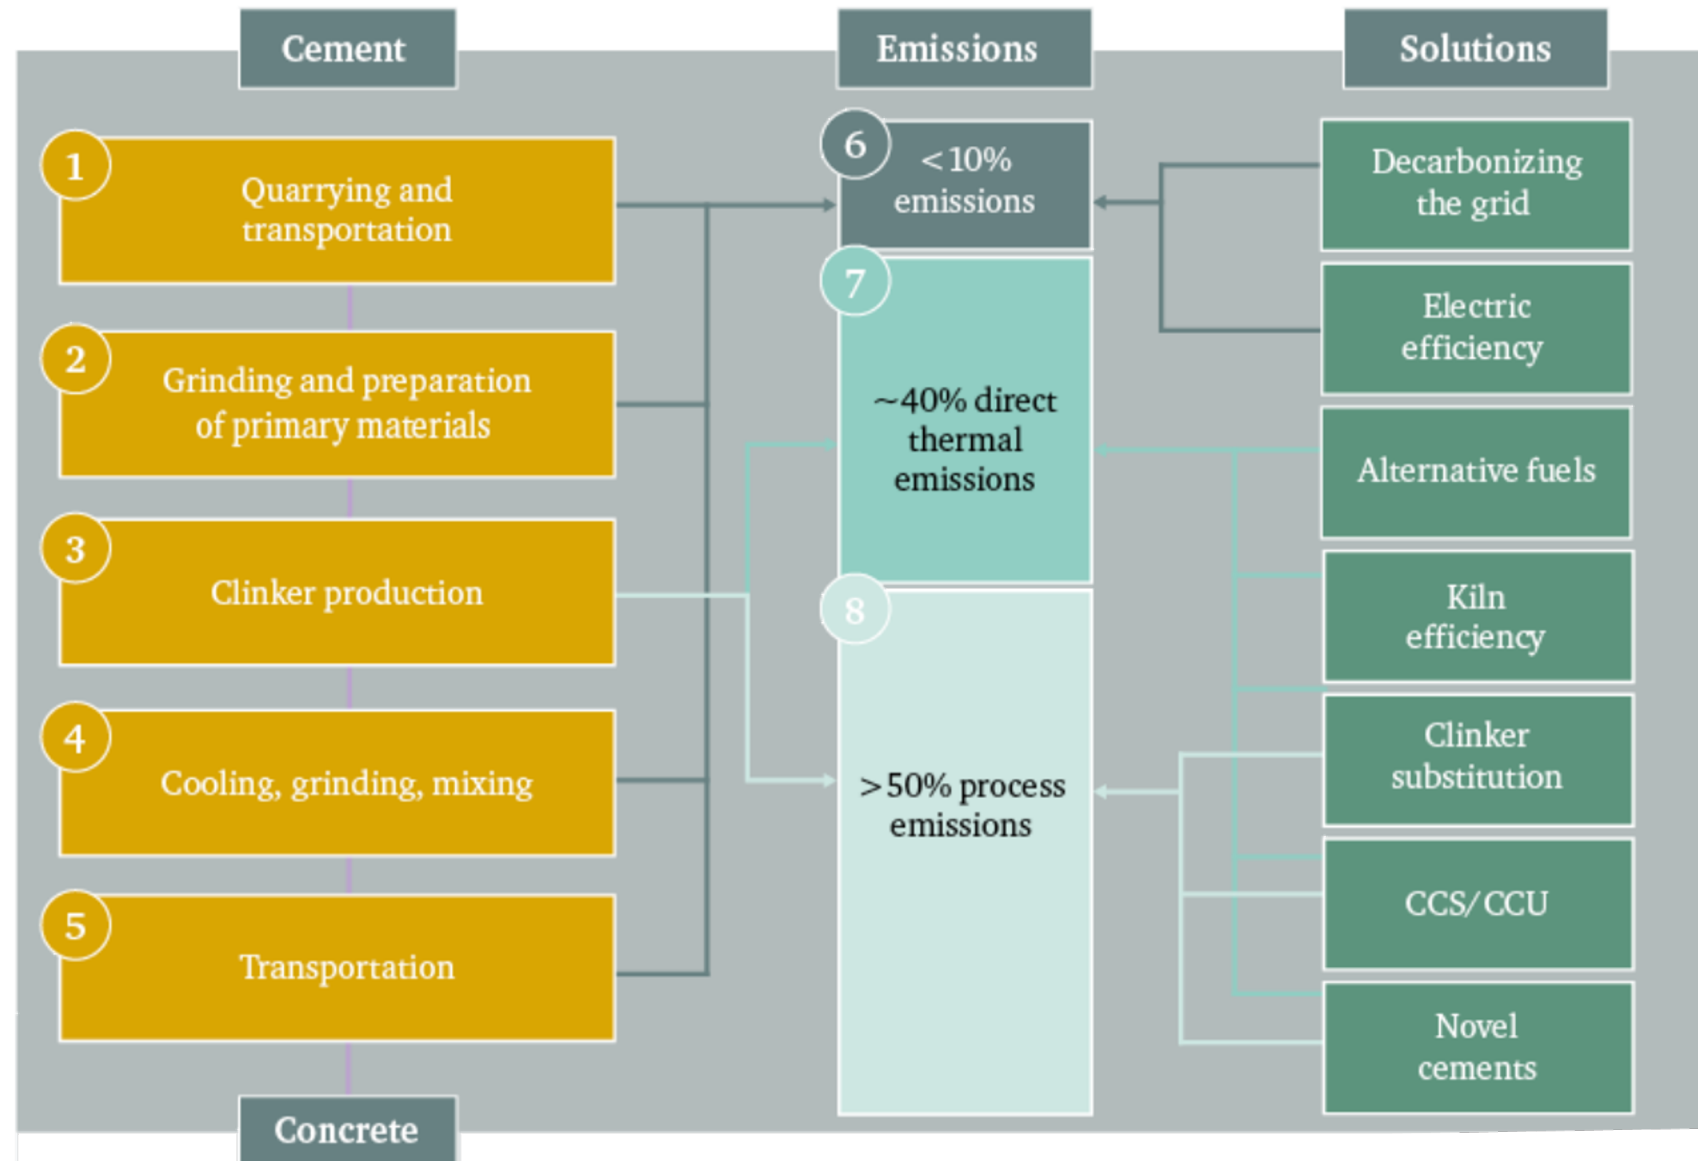 Cement
Emissions
Solutions
1
Quarrying and
transportation
2
Grinding and preparation
of primary materials
3
Clinker production
4
Cooling, grinding, mixing
5
Transportation
Concrete
6
<10%
emissions
7
~40% direct
thermal
emissions
8
>50% process
emissions
Decarbonizing
the grid
Electric
efficiency
Alternative fuels
Kiln
efficiency
Clinker
substitution
CCS/CCU
Novel
cements